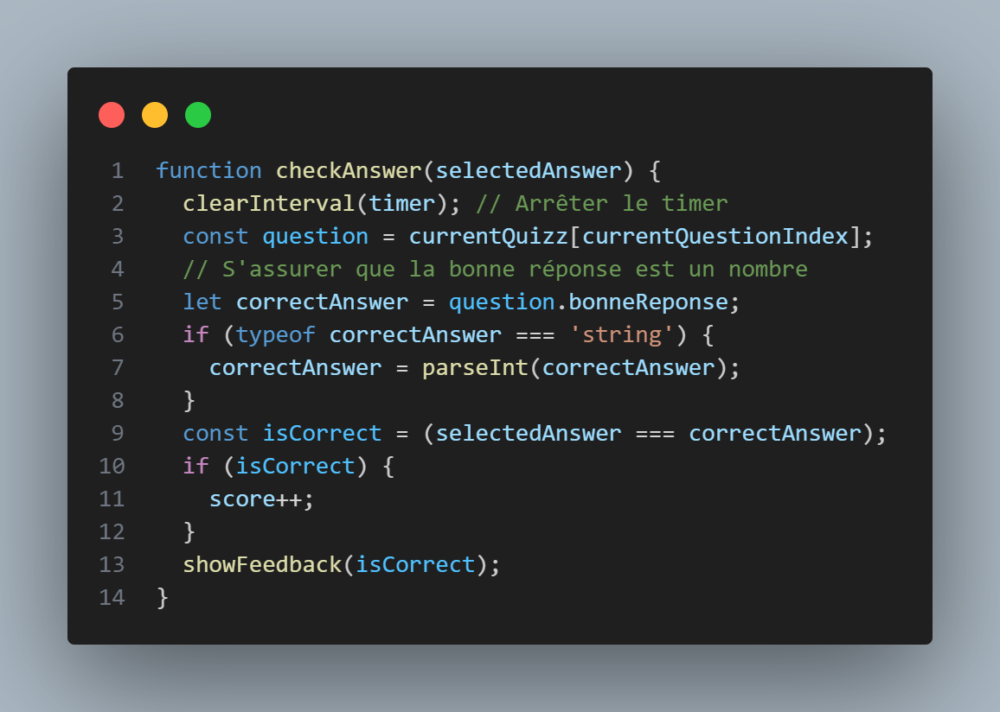 1 function checkAnswer(selectedAnswer) {
2   clearInterval(timer); // Arrêter le timer
3   const question = currentQuizz[currentQuestionIndex];
4   // S'assurer que la bonne réponse est un nombre
5   let correctAnswer = question.bonneReponse;
6   if (typeof correctAnswer === 'string') {
7     correctAnswer = parseInt(correctAnswer);
8   }
9   const isCorrect = (selectedAnswer === correctAnswer);
10   if (isCorrect) {
11     score++;
12   }
13   showFeedback(isCorrect);
14 }